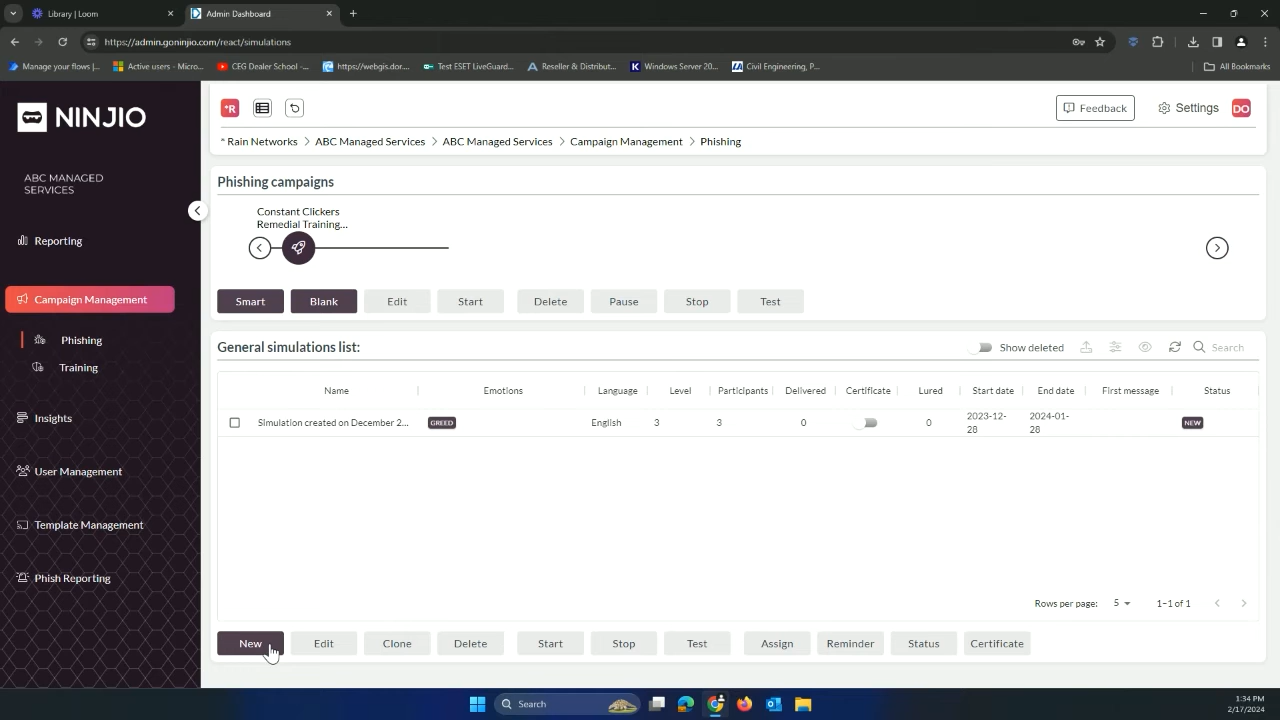 Library | Loom
Admin Dashboard
https://admin.goninjio.com/react/simulations
Manage your flows |...
Active users - Micro...
CEG Dealer School -...
https://webgis.dor....
Test ESET LiveGuard...
Reseller & Distribut...
Windows Server 20...
Civil Engineering, P...
All Bookmarks
NINJIO
*R
Feedback
Settings
DO
* Rain Networks > ABC Managed Services > ABC Managed Services > Campaign Management > Phishing
ABC MANAGED
SERVICES
Reporting
Campaign Management
Phishing
Training
Insights
User Management
Template Management
Phish Reporting
Phishing campaigns
Constant Clickers
Remedial Training...
Smart Blank Edit Start Delete Pause Stop Test
General simulations list:
Show deleted
Search
Name Emotions Language Level Participants Delivered Certificate Lured Start date End date First message Status
Simulation created on December 2... GREED English 3 3 0 0 2023-12-28 2024-01-28 NEW
Rows per page: 5 1–1 of 1
New Edit Clone Delete Start Stop Test Assign Reminder Status Certificate
Search
1:34 PM
2/17/2024